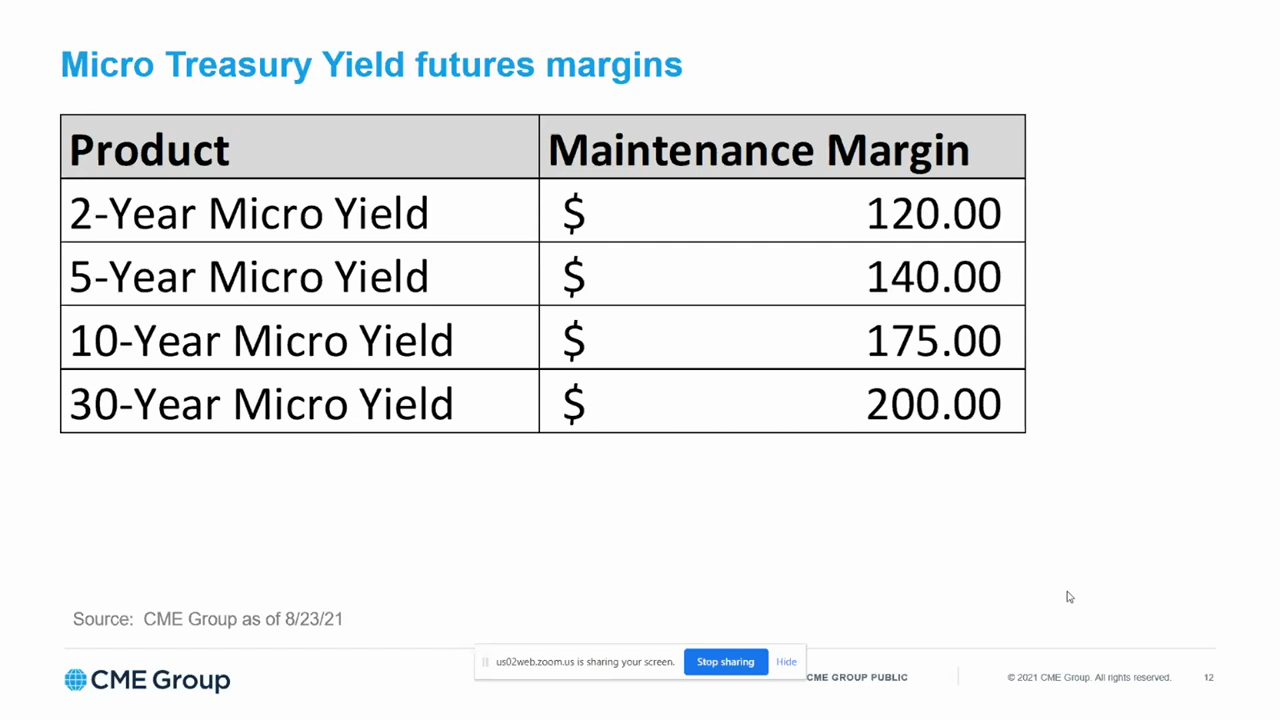 Micro Treasury Yield futures margins
Product Maintenance Margin
2-Year Micro Yield $ 120.00
5-Year Micro Yield $ 140.00
10-Year Micro Yield $ 175.00
30-Year Micro Yield $ 200.00
Source: CME Group as of 8/23/21
us02web.zoom.us is sharing your screen. Stop sharing Hide
CME Group CME GROUP PUBLIC © 2021 CME Group. All rights reserved. 12